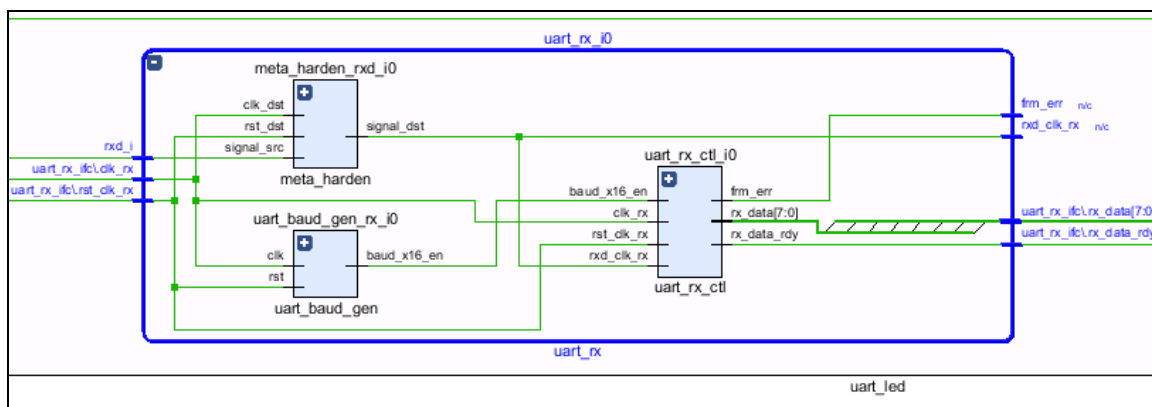 uart_rx_i0
meta_harden_rxd_i0
clk_dst
rst_dst
signal_src
signal_dst
meta_harden
rxd_i
uart_rx_ifc\.clk_rx
uart_rx_ifc\.rst_clk_rx
uart_baud_gen_rx_i0
clk
rst
baud_x16_en
uart_baud_gen
uart_rx_ctl_i0
baud_x16_en
clk_rx
rst_clk_rx
rxd_clk_rx
frm_err
rx_data[7:0]
rx_data_rdy
uart_rx_ctl
frm_err n/c
rxd_clk_rx n/c
uart_rx_ifc\.rx_data[7:0
uart_rx_ifc\.rx_data_rdy
uart_rx
uart_led